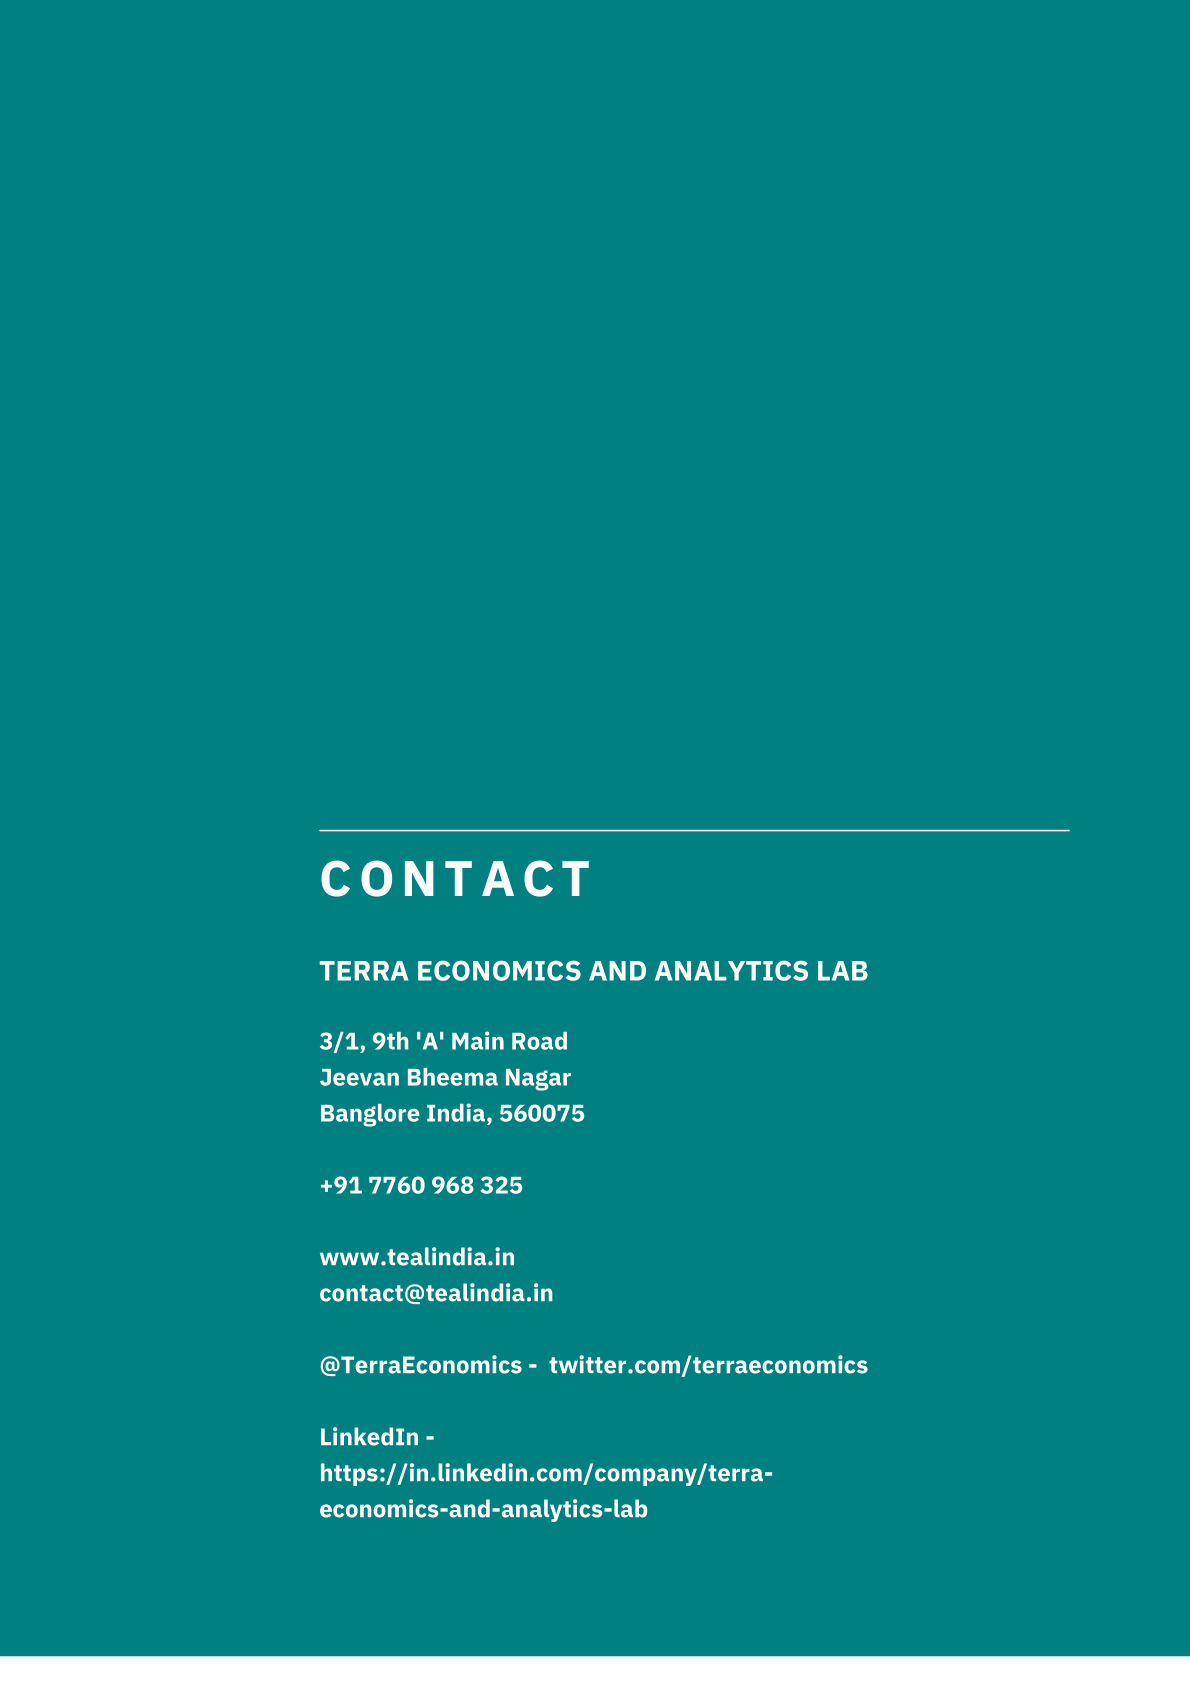 CONTACT
TERRA ECONOMICS AND ANALYTICS LAB
3/1, 9th 'A' Main Road
Jeevan Bheema Nagar
Banglore India, 560075
+91 7760 968 325
www.tealindia.in
contact@tealindia.in
@TerraEconomics -  twitter.com/terraeconomics
LinkedIn -
https://in.linkedin.com/company/terra-
economics-and-analytics-lab